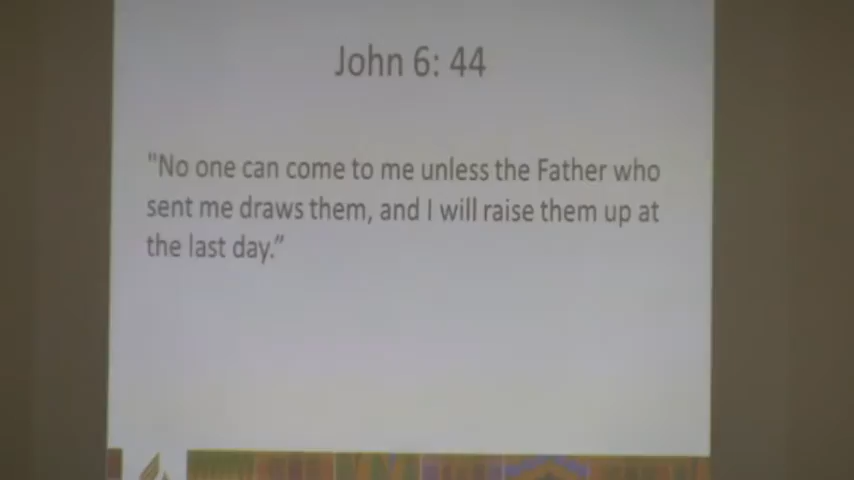 John 6: 44
"No one can come to me unless the Father who
sent me draws them, and I will raise them up at
the last day.”